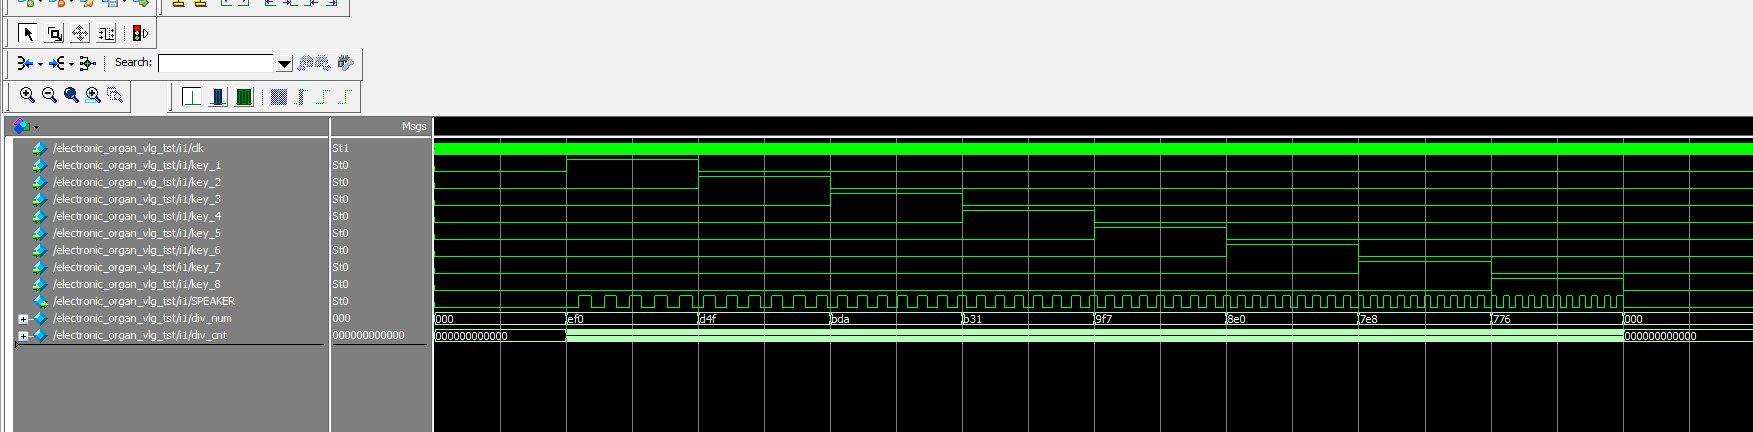 Search:
Msgs
/electronic_organ_vlg_tst/i1/clk St1
/electronic_organ_vlg_tst/i1/key_1 St0
/electronic_organ_vlg_tst/i1/key_2 St0
/electronic_organ_vlg_tst/i1/key_3 St0
/electronic_organ_vlg_tst/i1/key_4 St0
/electronic_organ_vlg_tst/i1/key_5 St0
/electronic_organ_vlg_tst/i1/key_6 St0
/electronic_organ_vlg_tst/i1/key_7 St0
/electronic_organ_vlg_tst/i1/key_8 St0
/electronic_organ_vlg_tst/i1/SPEAKER St0
/electronic_organ_vlg_tst/i1/div_num 000 000 ef0 d4f bda b31 9f7 8e0 7e8 776 000
/electronic_organ_vlg_tst/i1/div_cnt 000000000000 000000000000 000000000000